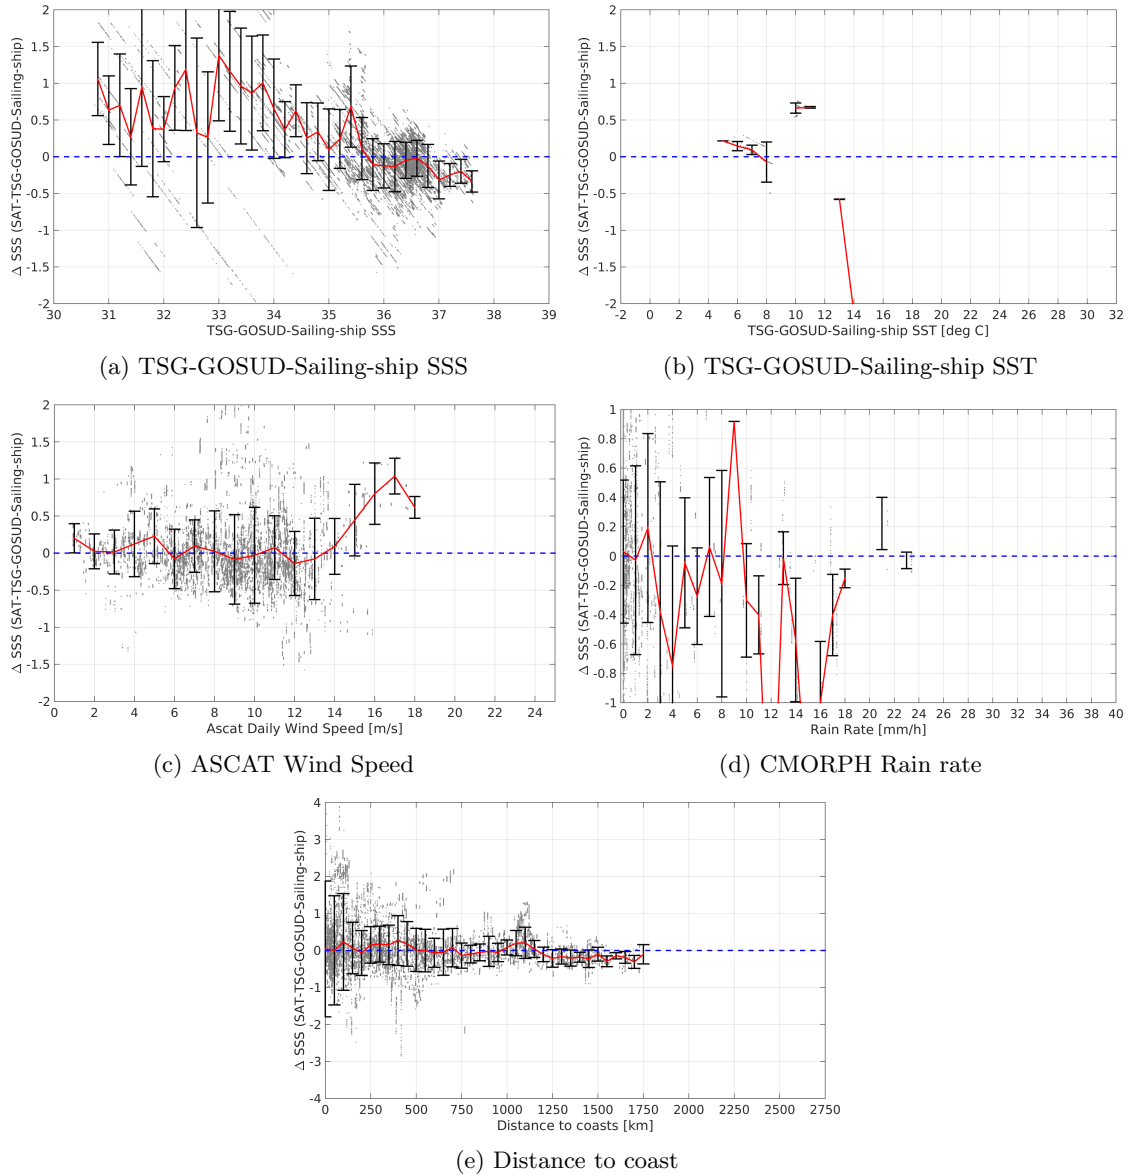 2
1.5
1
0.5
0
-0.5
-1
-1.5
-2
Δ SSS (SAT-TSG-GOSUD-Sailing-ship)
30 31 32 33 34 35 36 37 38 39
TSG-GOSUD-Sailing-ship SSS
(a) TSG-GOSUD-Sailing-ship SSS
2
1.5
1
0.5
0
-0.5
-1
-1.5
-2
Δ SSS (SAT-TSG-GOSUD-Sailing-ship)
-2 0 2 4 6 8 10 12 14 16 18 20 22 24 26 28 30 32
TSG-GOSUD-Sailing-ship SST [deg C]
(b) TSG-GOSUD-Sailing-ship SST
2
1.5
1
0.5
0
-0.5
-1
-1.5
-2
Δ SSS (SAT-TSG-GOSUD-Sailing-ship)
0 2 4 6 8 10 12 14 16 18 20 22 24
Ascat Daily Wind Speed [m/s]
(c) ASCAT Wind Speed
1
0.8
0.6
0.4
0.2
0
-0.2
-0.4
-0.6
-0.8
-1
Δ SSS (SAT-TSG-GOSUD-Sailing-ship)
0 2 4 6 8 10 12 14 16 18 20 22 24 26 28 30 32 34 36 38 40
Rain Rate [mm/h]
(d) CMORPH Rain rate
4
3
2
1
0
-1
-2
-3
-4
Δ SSS (SAT-TSG-GOSUD-Sailing-ship)
0 250 500 750 1000 1250 1500 1750 2000 2250 2500 2750
Distance to coasts [km]
(e) Distance to coast